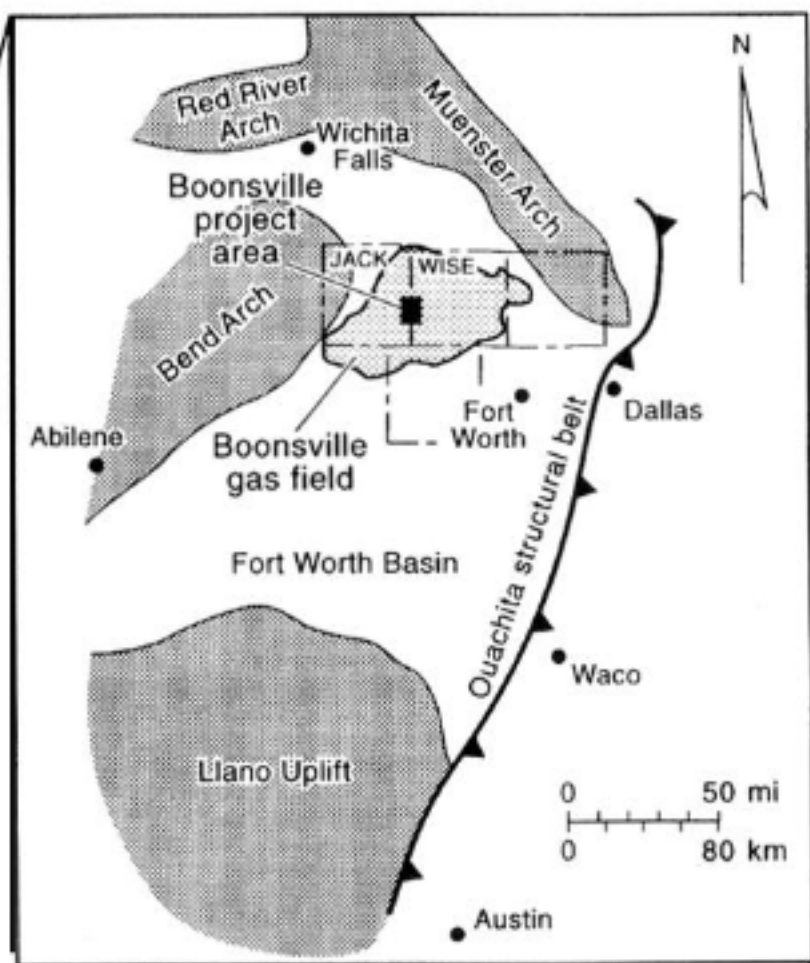 N
Red River
Arch
Muenster Arch
Wichita
Falls
Boonsville
project
area
JACK
WISE
Bend Arch
Fort
Worth
Dallas
Abilene
Boonsville
gas field
Ouachita structural belt
Fort Worth Basin
Waco
Llano Uplift
0 50 mi
0 80 km
Austin